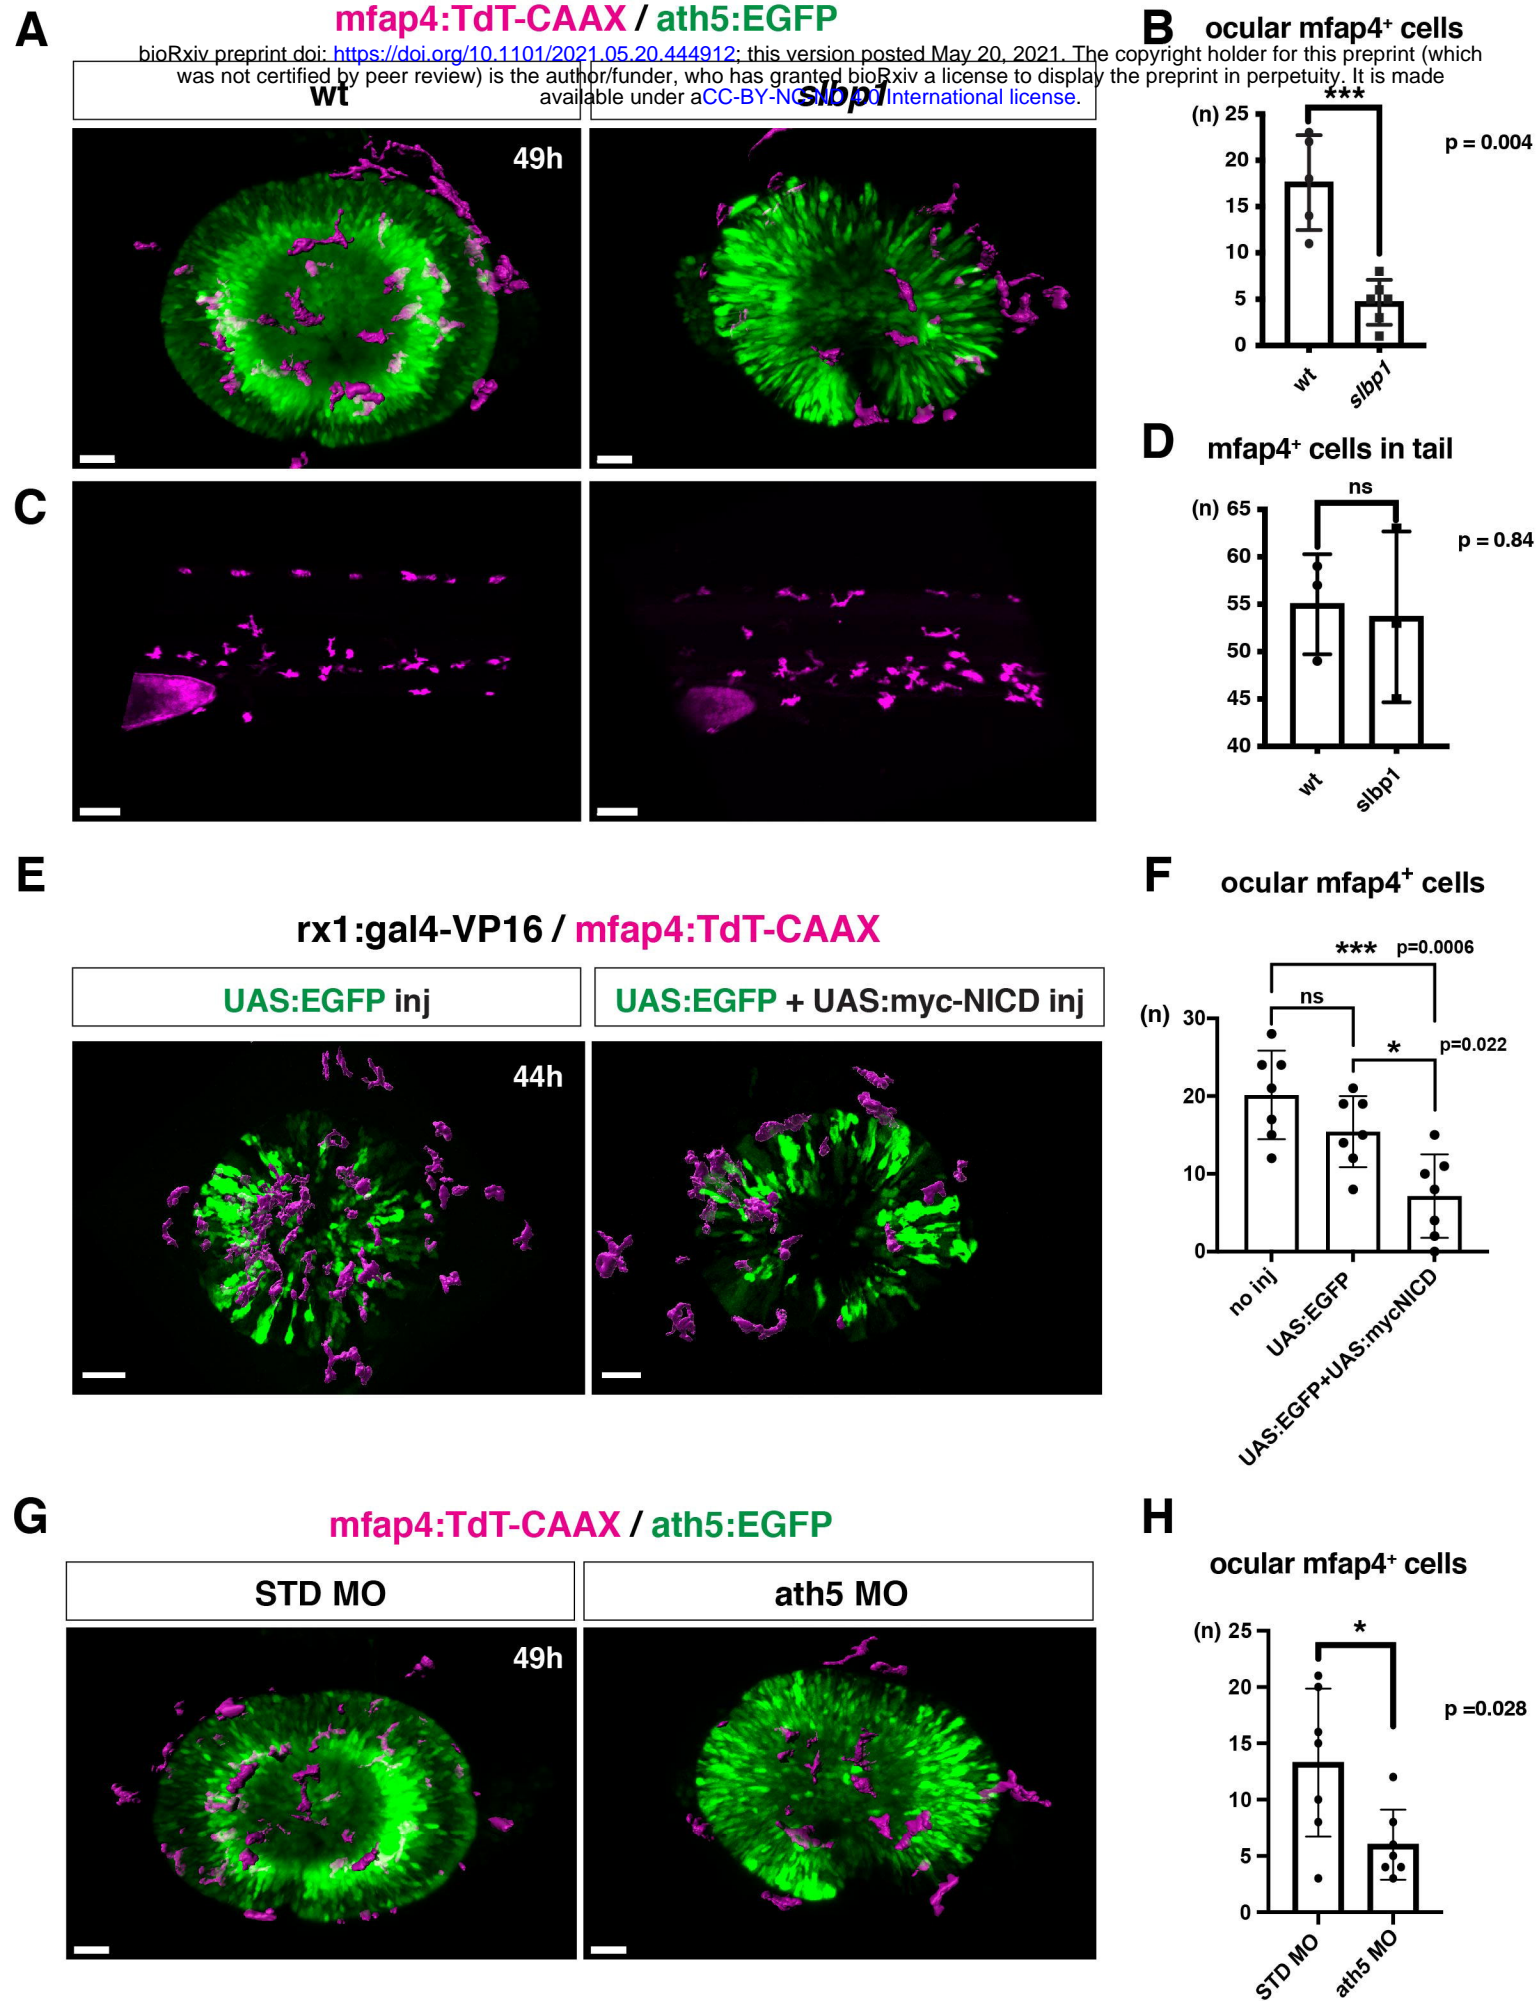 A
mfap4:TdT-CAAX / ath5:EGFP
bioRxiv preprint doi: https://doi.org/10.1101/2021.05.20.444912; this version posted May 20, 2021. The copyright holder for this preprint (which
was not certified by peer review) is the author/funder, who has granted bioRxiv a license to display the preprint in perpetuity. It is made
available under aCC-BY-NC-ND 4.0 International license.
wt
slbp1
49h
B
ocular mfap4+ cells
(n)
25
20
15
10
5
0
***
p = 0.004
wt
slbp1
C
D
mfap4+ cells in tail
(n)
65
60
55
50
45
40
ns
p = 0.84
wt
slbp1
E
rx1:gal4-VP16 / mfap4:TdT-CAAX
UAS:EGFP inj
UAS:EGFP + UAS:myc-NICD inj
44h
F
ocular mfap4+ cells
*** p=0.0006
ns
* p=0.022
(n)
30
20
10
0
no inj
UAS:EGFP
UAS:EGFP+UAS:mycNICD
G
mfap4:TdT-CAAX / ath5:EGFP
STD MO
ath5 MO
49h
H
ocular mfap4+ cells
(n)
25
20
15
10
5
0
*
p =0.028
STD MO
ath5 MO